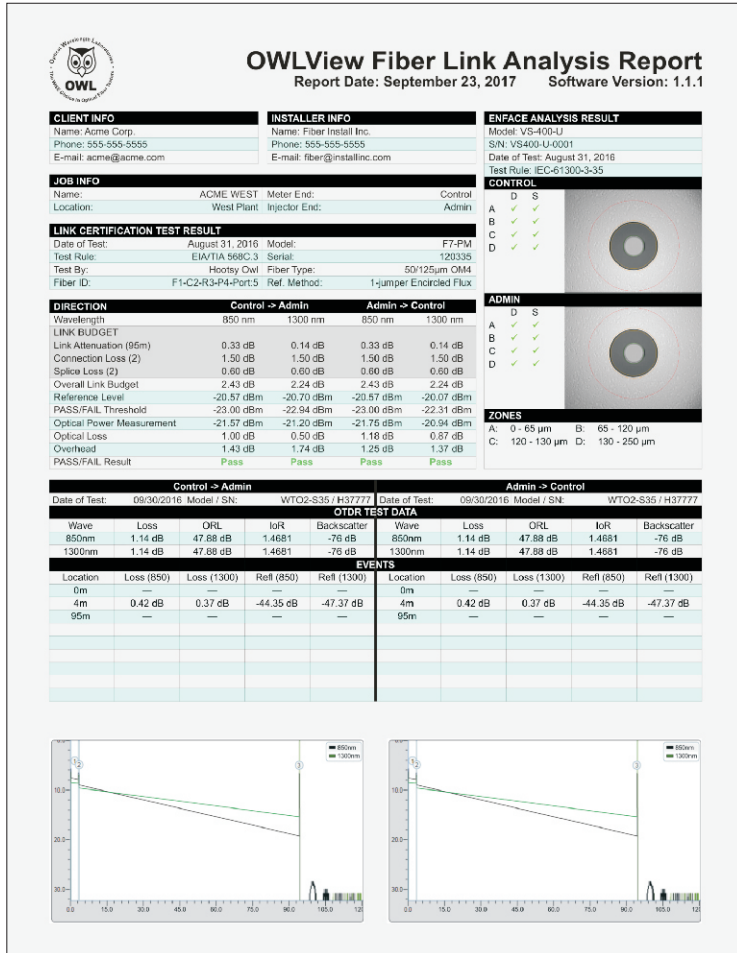 OWL
OWLView Fiber Link Analysis Report
Report Date: September 23, 2017 Software Version: 1.1.1
CLIENT INFO
Name: Acme Corp.
Phone: 555-555-5555
E-mail: acme@acme.com
INSTALLER INFO
Name: Fiber Install Inc.
Phone: 555-555-5555
E-mail: fiber@installinc.com
ENFACE ANALYSIS RESULT
Model: VS-400-U
S/N: VS400-U-0001
Date of Test: August 31, 2016
Test Rule: IEC-61300-3-35
JOB INFO
Name: ACME WEST Meter End: Control
Location: West Plant Injector End: Admin
LINK CERTIFICATION TEST RESULT
Date of Test: August 31, 2016 Model: F7-PM
Test Rule: EIA/TIA 568C.3 Serial: 120335
Test By: Hootsy Owl Fiber Type: 50/125µm OM4
Fiber ID: F1-C2-R3-P4-Port:5 Ref. Method: 1-jumper Encircled Flux
CONTROL
D S
A ✓ ✓
B ✓ ✓
C ✓ ✓
D ✓ ✓
ADMIN
D S
A ✓ ✓
B ✓ ✓
C ✓ ✓
D ✓ ✓
ZONES
A: 0 - 65 µm B: 65 - 120 µm
C: 120 - 130 µm D: 130 - 250 µm
DIRECTION Control -> Admin Admin -> Control
Wavelength 850 nm 1300 nm 850 nm 1300 nm
LINK BUDGET
Link Attenuation (95m) 0.33 dB 0.14 dB 0.33 dB 0.14 dB
Connection Loss (2) 1.50 dB 1.50 dB 1.50 dB 1.50 dB
Splice Loss (2) 0.60 dB 0.60 dB 0.60 dB 0.60 dB
Overall Link Budget 2.43 dB 2.24 dB 2.43 dB 2.24 dB
Reference Level -20.57 dBm -20.70 dBm -20.57 dBm -20.07 dBm
PASS/FAIL Threshold -23.00 dBm -22.94 dBm -23.00 dBm -22.31 dBm
Optical Power Measurement -21.57 dBm -21.20 dBm -21.75 dBm -20.94 dBm
Optical Loss 1.00 dB 0.50 dB 1.18 dB 0.87 dB
Overhead 1.43 dB 1.74 dB 1.25 dB 1.37 dB
PASS/FAIL Result Pass Pass Pass Pass
Control -> Admin Admin -> Control
Date of Test: 09/30/2016 Model / SN: WTO2-S35 / H37777 Date of Test: 09/30/2016 Model / SN: WTO2-S35 / H37777
OTDR TEST DATA
Wave Loss ORL IoR Backscatter Wave Loss ORL IoR Backscatter
850nm 1.14 dB 47.88 dB 1.4681 -76 dB 850nm 1.14 dB 47.88 dB 1.4681 -76 dB
1300nm 1.14 dB 47.88 dB 1.4681 -76 dB 1300nm 1.14 dB 47.88 dB 1.4681 -76 dB
EVENTS
Location Loss (850) Loss (1300) Refl (850) Refl (1300) Location Loss (850) Loss (1300) Refl (850) Refl (1300)
0m — — — — 0m — — — —
4m 0.42 dB 0.37 dB -44.35 dB -47.37 dB 4m 0.42 dB 0.37 dB -44.35 dB -47.37 dB
95m — — — — 95m — — — —
850nm
1300nm
1 2 3
10.0
20.0
30.0
0.0 15.0 30.0 45.0 60.0 75.0 90.0 105.0
850nm
1300nm
1 2 3
10.0
20.0
30.0
0.0 15.0 30.0 45.0 60.0 75.0 90.0 105.0